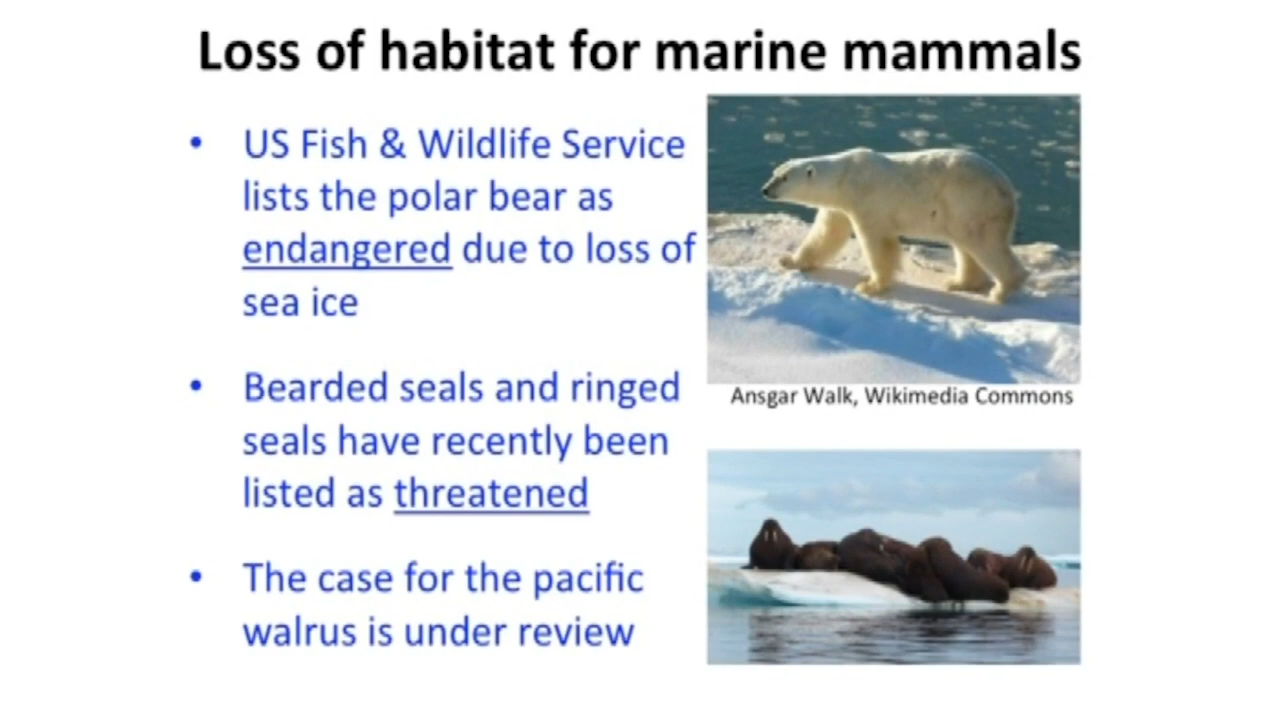 Loss of habitat for marine mammals
• US Fish & Wildlife Service
lists the polar bear as
endangered due to loss of
sea ice
• Bearded seals and ringed
seals have recently been
listed as threatened
• The case for the pacific
walrus is under review
Ansgar Walk, Wikimedia Commons